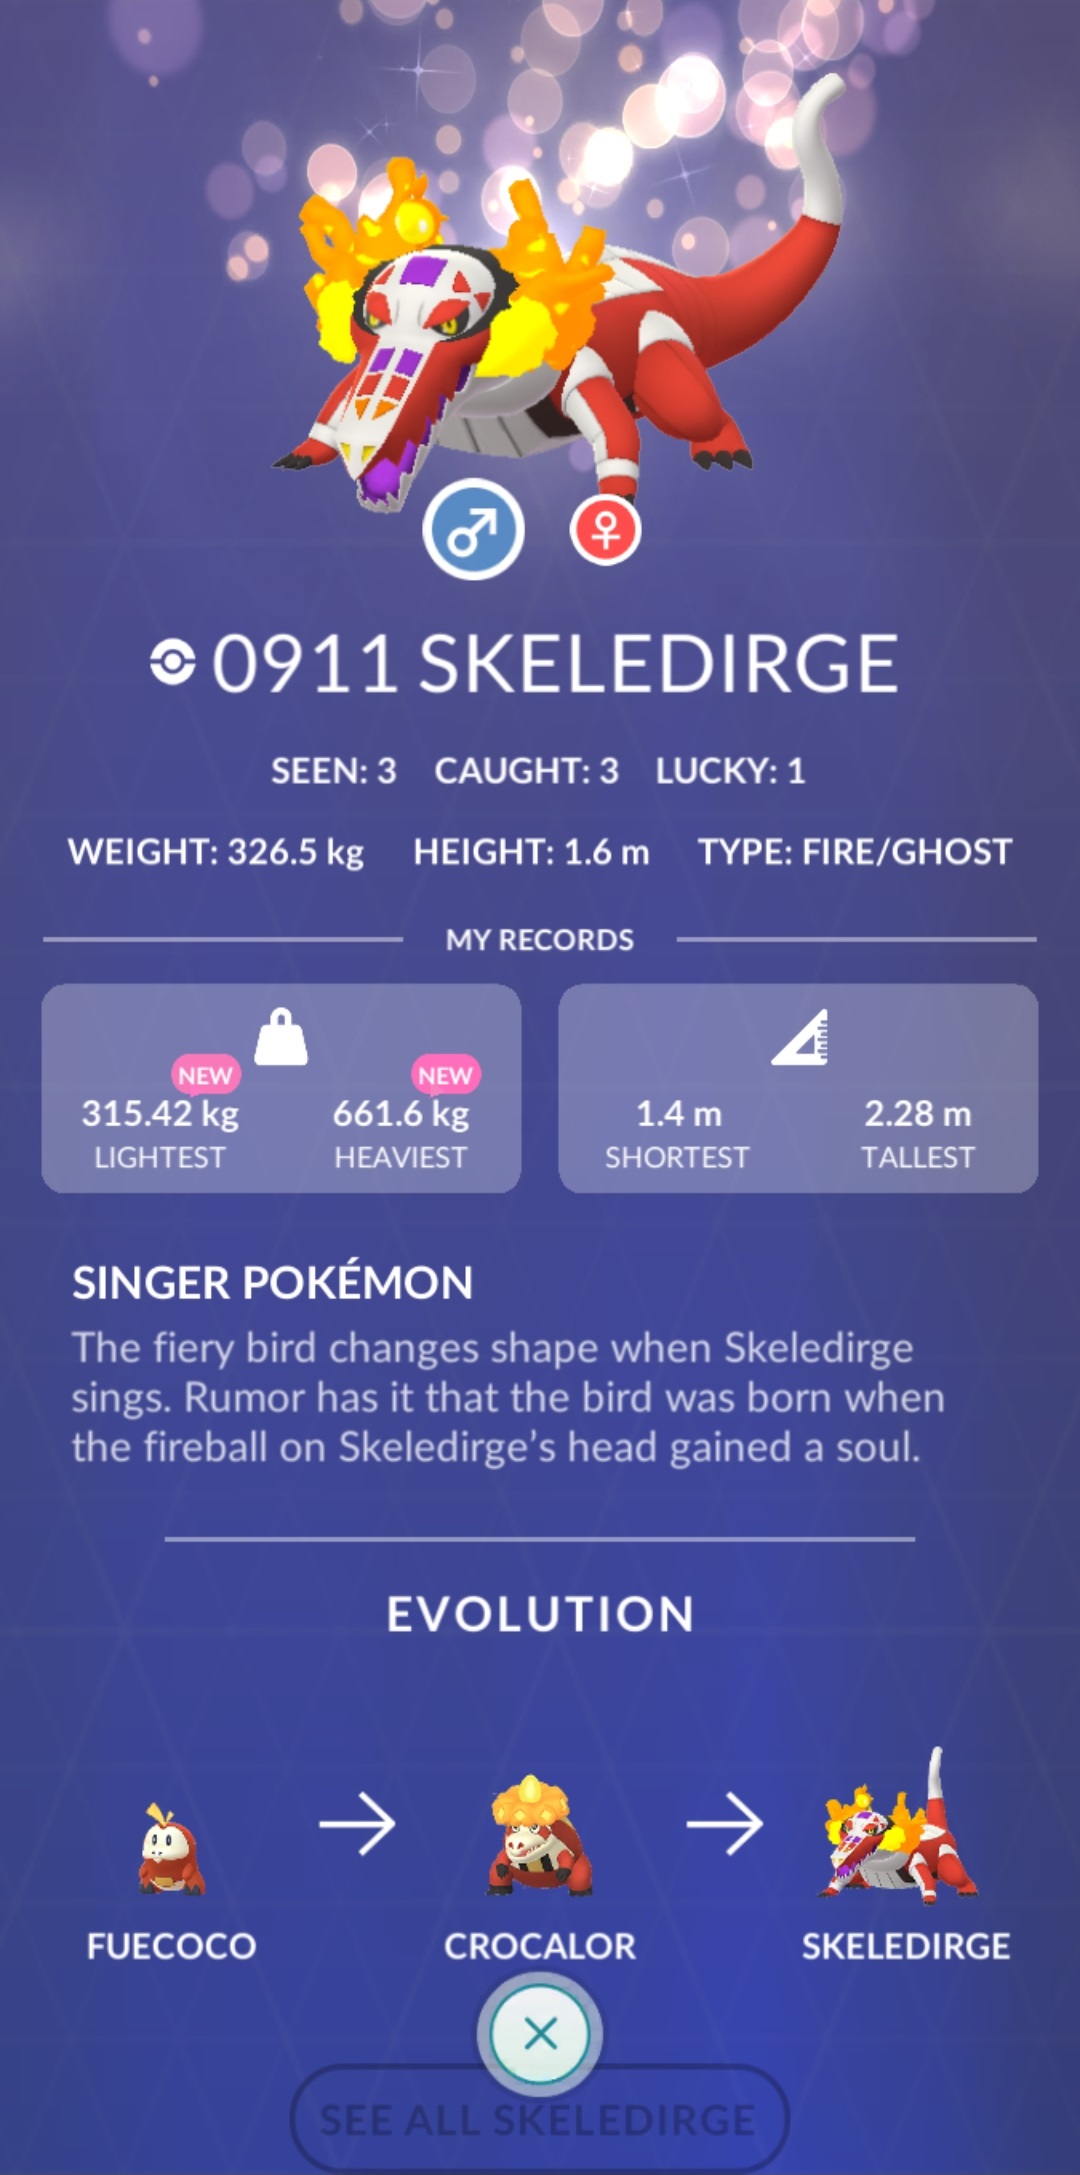 0911 SKELEDIRGE
SEEN: 3 CAUGHT: 3 LUCKY: 1
WEIGHT: 326.5 kg HEIGHT: 1.6 m TYPE: FIRE/GHOST
MY RECORDS
NEW NEW
315.42 kg 661.6 kg 1.4 m 2.28 m
LIGHTEST HEAVIEST SHORTEST TALLEST
SINGER POKÉMON
The fiery bird changes shape when Skeledirge
sings. Rumor has it that the bird was born when
the fireball on Skeledirge's head gained a soul.
EVOLUTION
FUECOCO CROCALOR SKELEDIRGE
SEE ALL SKELEDIRGE